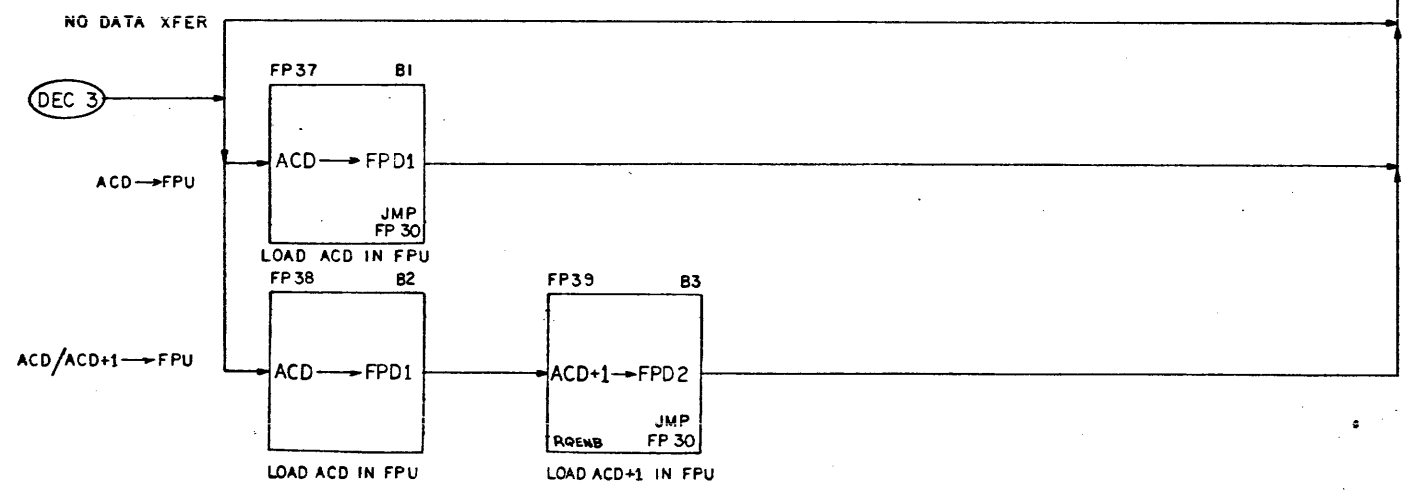 NO DATA XFER
DEC 3
FP37 B1
ACD→FPD1
JMP
FP 30
LOAD ACD IN FPU
ACD→FPU
FP38 B2
ACD→FPD1
LOAD ACD IN FPU
FP39 B3
ACD+1→FPD2
JMP
RQENB FP 30
LOAD ACD+1 IN FPU
ACD/ACD+1→FPU